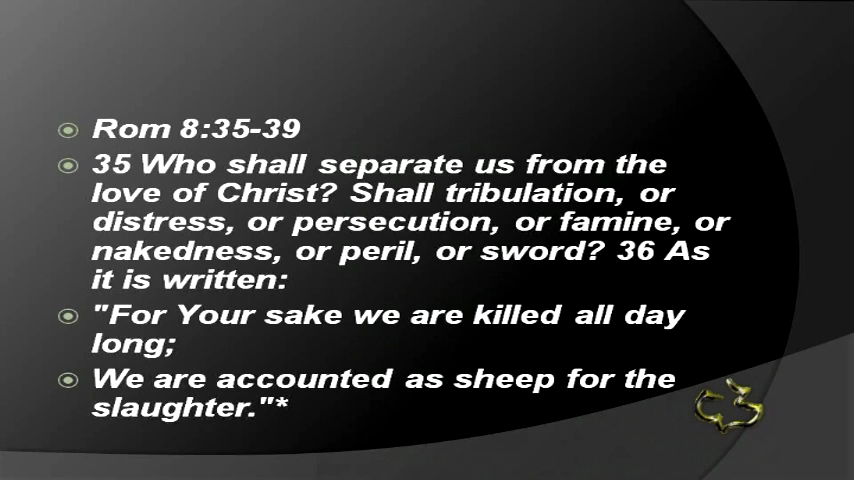 Rom 8:35-39
35 Who shall separate us from the
love of Christ? Shall tribulation, or
distress, or persecution, or famine, or
nakedness, or peril, or sword? 36 As
it is written:
"For Your sake we are killed all day
long;
We are accounted as sheep for the
slaughter."*